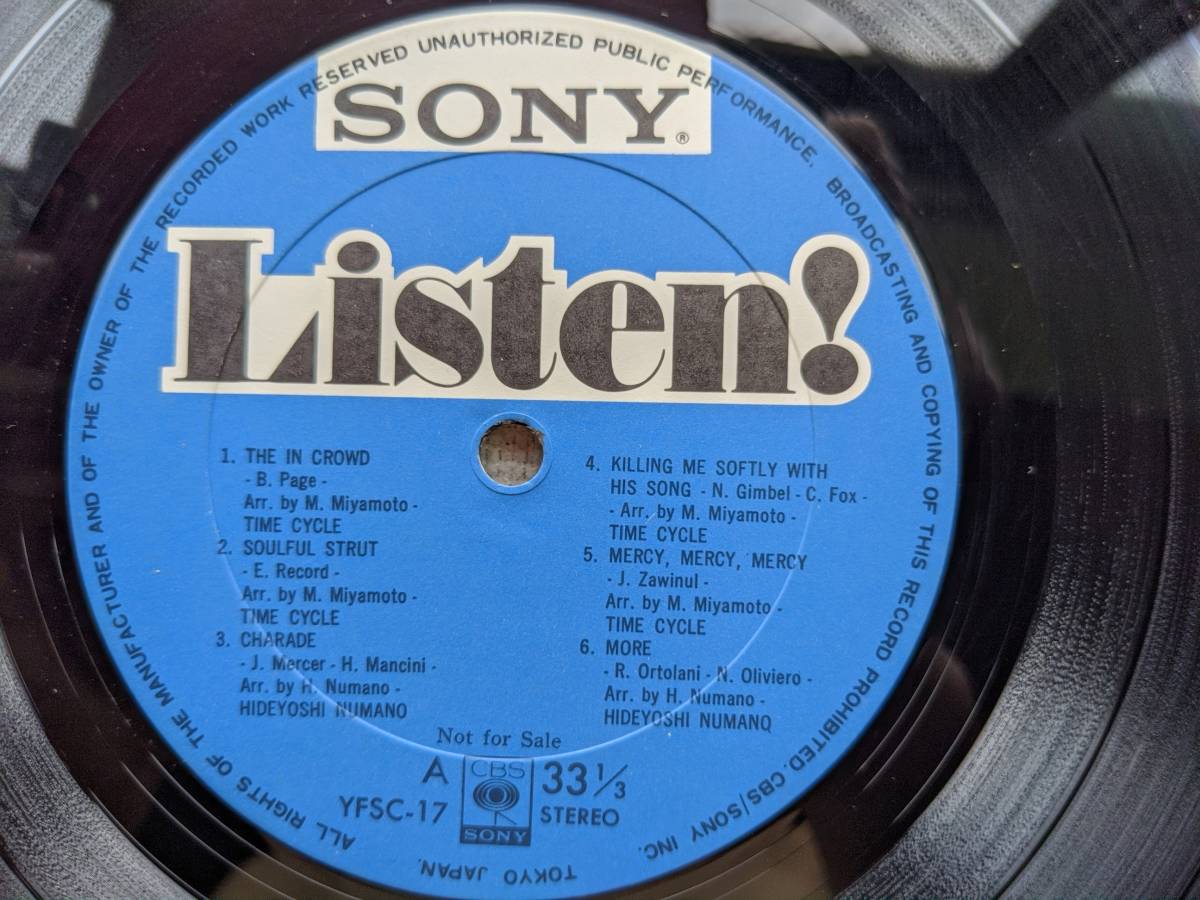 ALL RIGHTS OF THE MANUFACTURER AND OF THE OWNER OF THE RECORDED WORK RESERVED UNAUTHORIZED PUBLIC PERFORMANCE. BROADCASTING AND COPYING OF THIS RECORD PROHIBITED. CBS/SONY INC.
TOKYO JAPAN.
SONY®
Listen!
1. THE IN CROWD
- B. Page -
Arr. by M. Miyamoto -
TIME CYCLE
2. SOULFUL STRUT
- E. Record -
Arr. by M. Miyamoto -
TIME CYCLE
3. CHARADE
- J. Mercer - H. Mancini -
Arr. by H. Numano -
HIDEYOSHI NUMANO
4. KILLING ME SOFTLY WITH
HIS SONG - N. Gimbel - C. Fox -
- Arr. by M. Miyamoto -
TIME CYCLE
5. MERCY, MERCY, MERCY
- J. Zawinul -
Arr. by M. Miyamoto -
TIME CYCLE
6. MORE
- R. Ortolani - N. Oliviero -
Arr. by H. Numano -
HIDEYOSHI NUMANO
Not for Sale
A
YFSC-17
CBS
SONY
33 1/3
STEREO